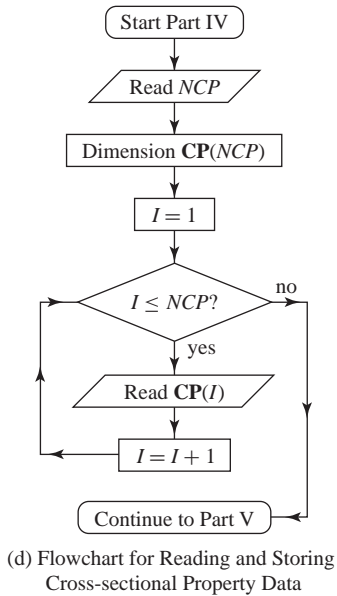 Start Part IV
Read NCP
Dimension CP(NCP)
I = 1
I ≤ NCP?
no
yes
Read CP(I)
I = I + 1
Continue to Part V
(d) Flowchart for Reading and Storing
Cross-sectional Property Data